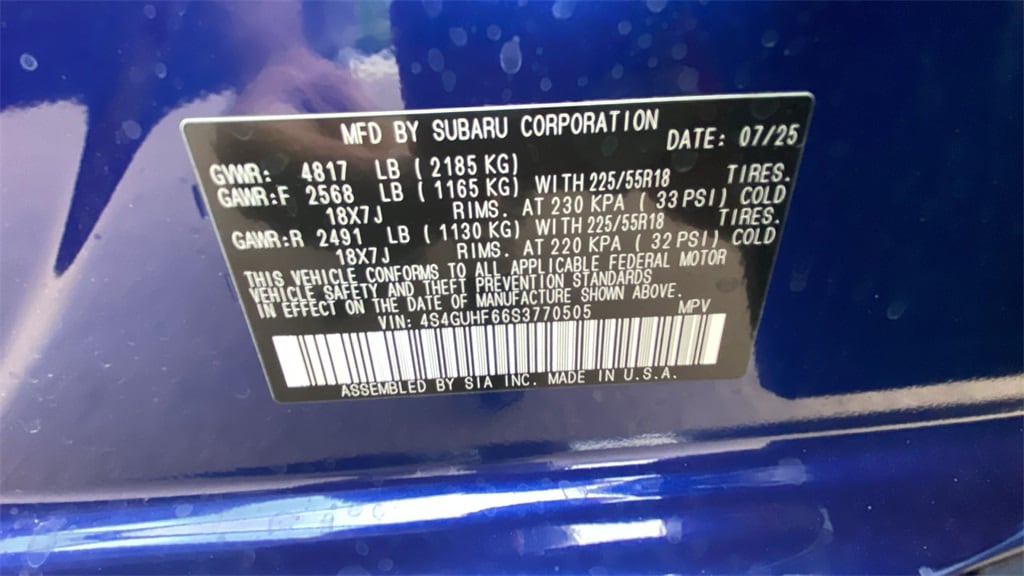 MFD BY SUBARU CORPORATION DATE: 07/25
GVWR: 4817 LB (2185 KG)
GAWR:F 2568 LB (1165 KG) WITH 225/55R18 TIRES.
18X7J RIMS. AT 230 KPA (33 PSI) COLD
GAWR:R 2491 LB (1130 KG) WITH 225/55R18 TIRES.
18X7J RIMS. AT 220 KPA (32 PSI) COLD
THIS VEHICLE CONFORMS TO ALL APPLICABLE FEDERAL MOTOR
VEHICLE SAFETY AND THEFT PREVENTION STANDARDS
IN EFFECT ON THE DATE OF MANUFACTURE SHOWN ABOVE.
VIN: 4S4GUHF66S3770505 MPV
ASSEMBLED BY SIA INC. MADE IN U.S.A.